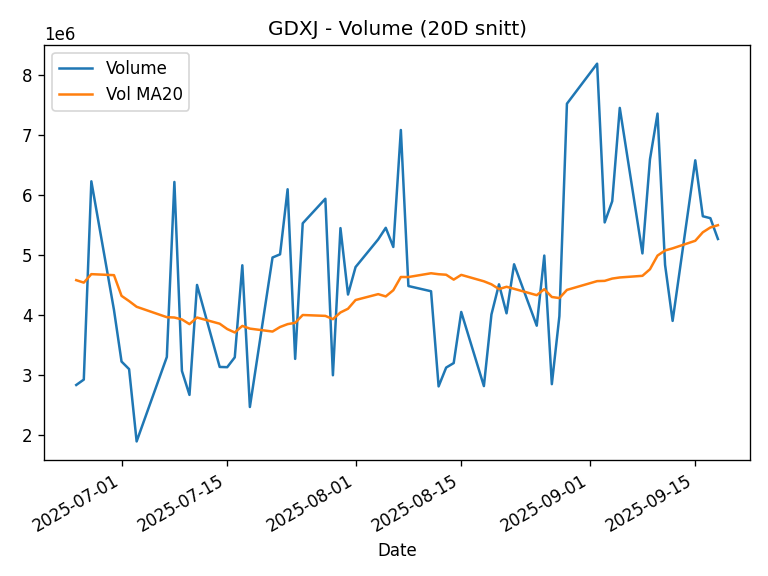 GDXJ - Volume (20D snitt)
1e6
Volume
Vol MA20
8
7
6
5
4
3
2
2025-07-01
2025-07-15
2025-08-01
2025-08-15
2025-09-01
2025-09-15
Date